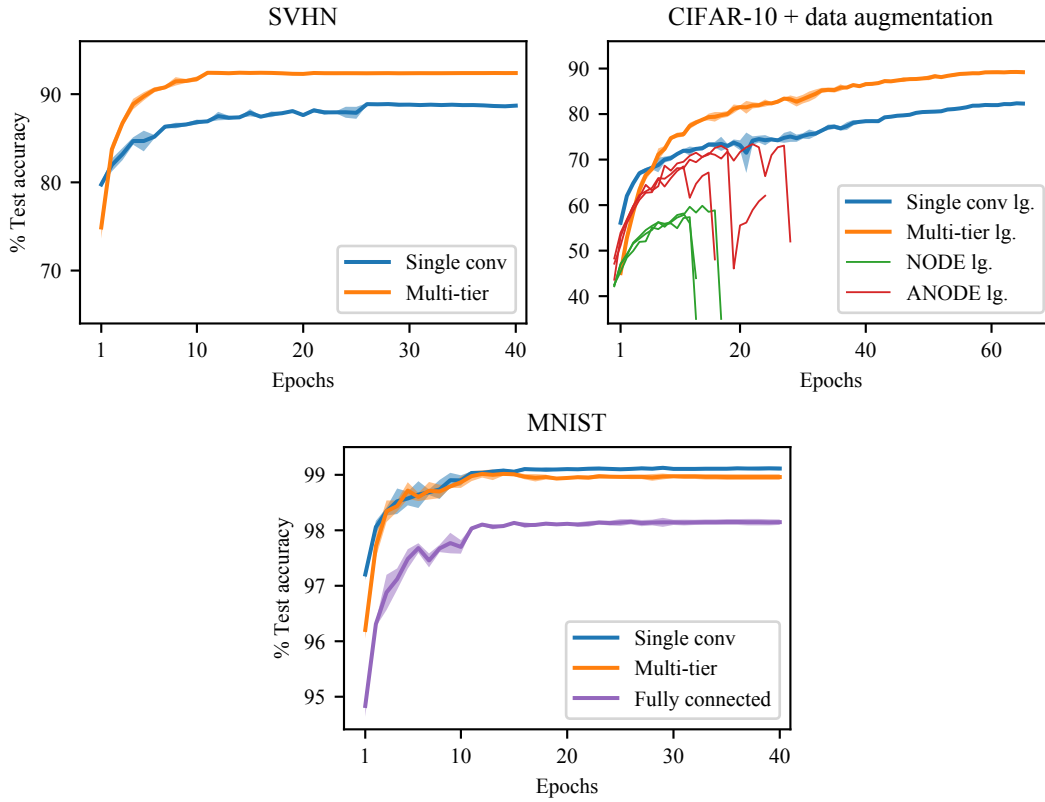 SVHN
% Test accuracy
90
80
70
Single conv
Multi-tier
1
10
20
30
40
Epochs
CIFAR-10 + data augmentation
90
80
70
60
50
40
Single conv lg.
Multi-tier lg.
NODE lg.
ANODE lg.
1
20
40
60
Epochs
MNIST
% Test accuracy
99
98
97
96
95
Single conv
Multi-tier
Fully connected
1
10
20
30
40
Epochs